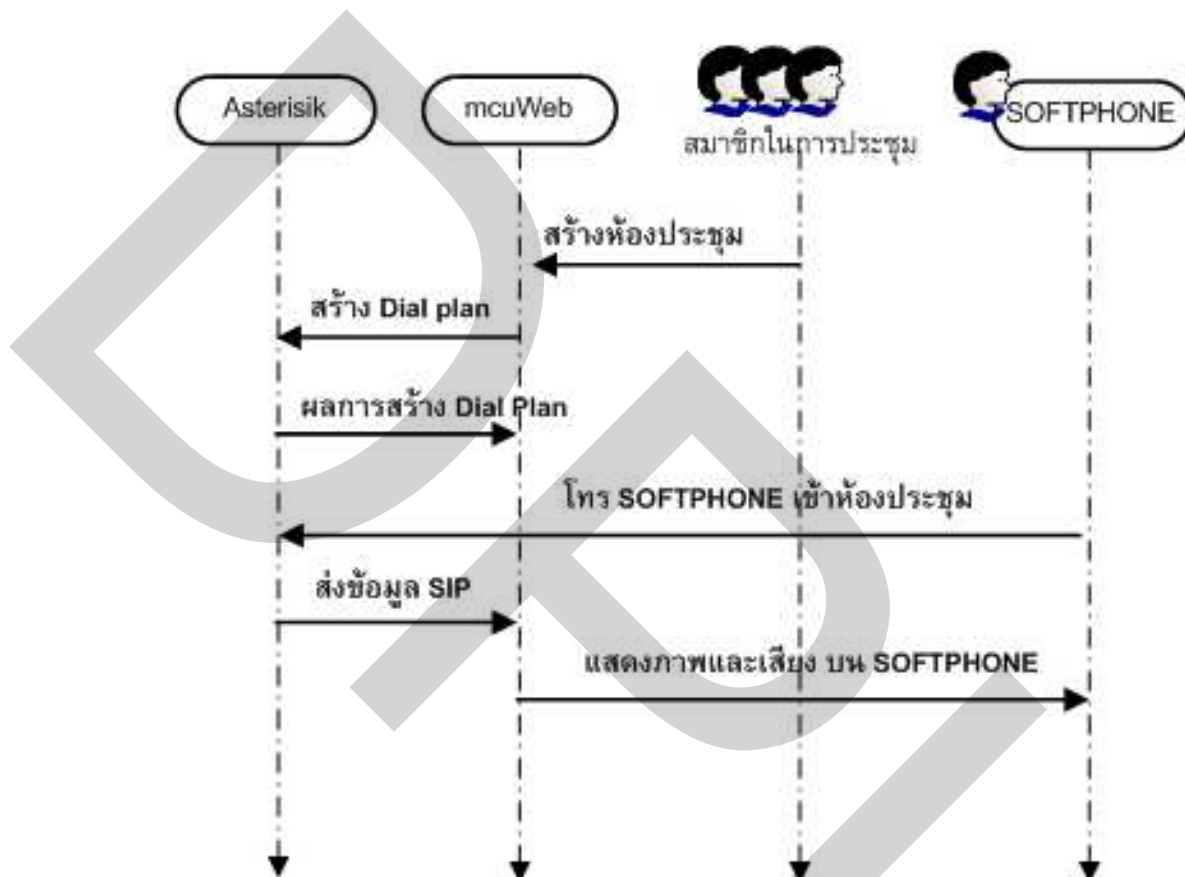 Asterisik
mcuWeb
สมาชิกในการประชุม
SOFTPHONE
สร้างห้องประชุม
สร้าง Dial plan
ผลการสร้าง Dial Plan
โทร SOFTPHONE เข้าห้องประชุม
ส่งข้อมูล SIP
แสดงภาพและเสียง บน SOFTPHONE